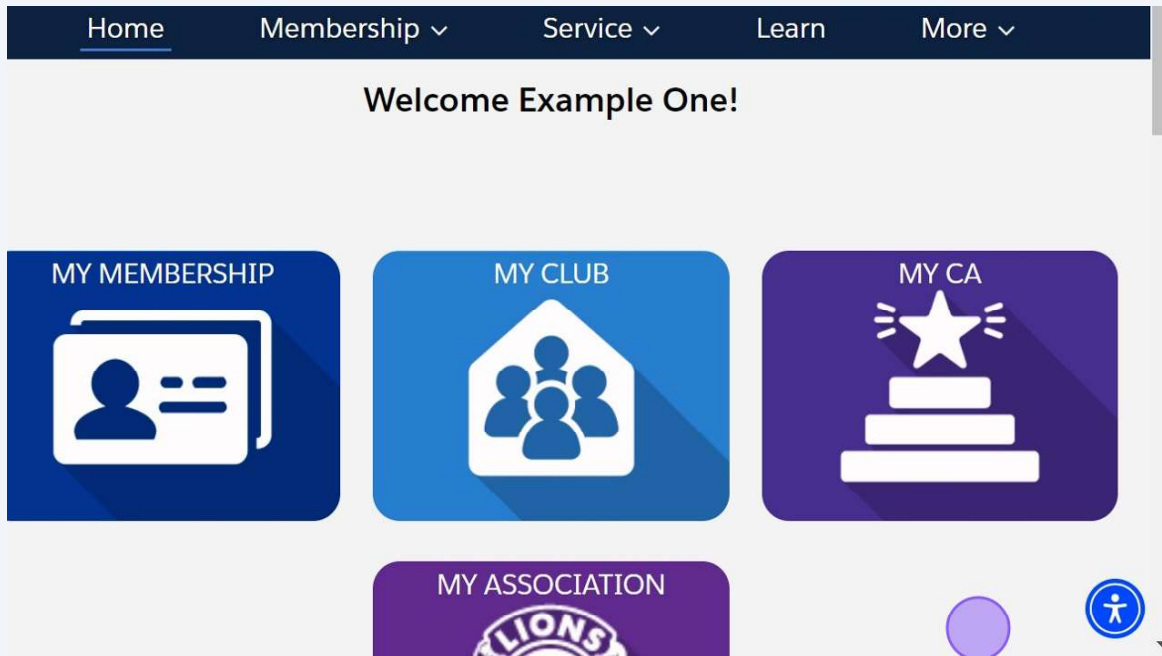 Home Membership Service Learn More
Welcome Example One!
MY MEMBERSHIP
MY CLUB
MY CA
MY ASSOCIATION
LIONS